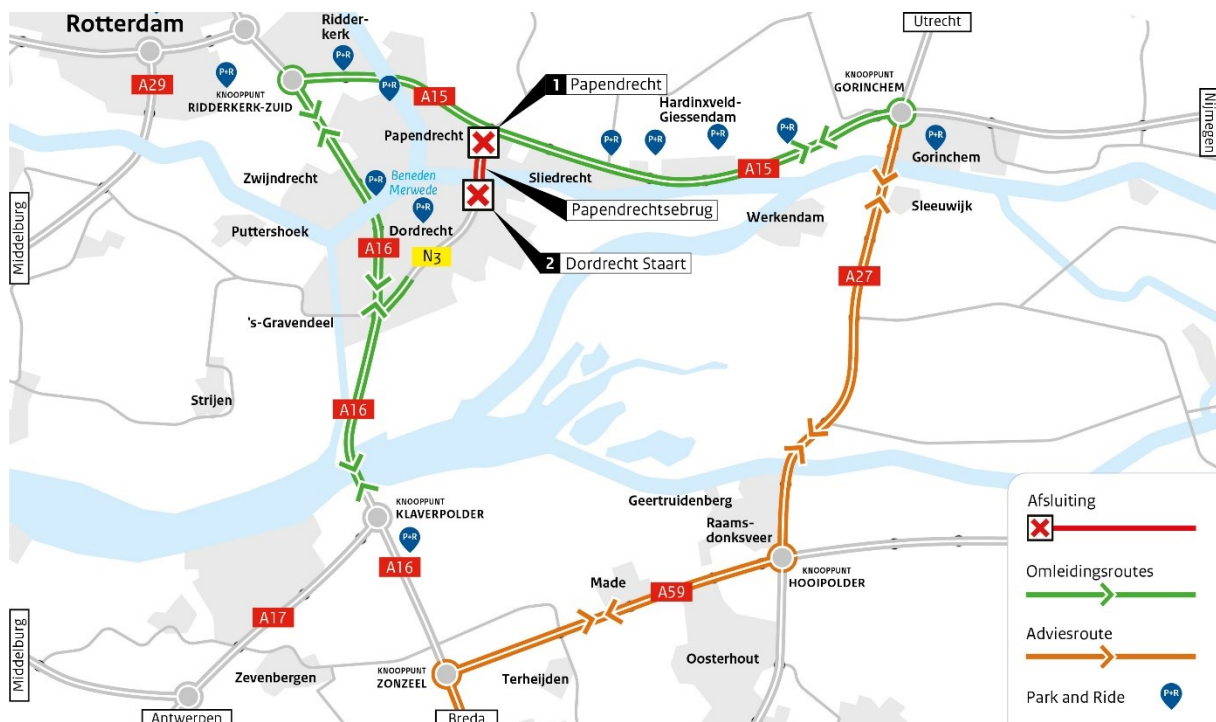 Rotterdam
Ridder-
kerk
Utrecht
A29
P+R
KNOOPPUNT
RIDDERKERK-ZUID
P+R
P+R
A15
1 Papendrecht
Papendrecht
Hardinxveld-
Giessendam
KNOOPPUNT
GORINCHEM
Nijmegen
P+R
P+R
P+R
P+R
P+R
Gorinchem
Zwijndrecht
P+R
Beneden
Merwede
Sliedrecht
A15
Papendrechtsebrug
Werkendam
Sleeuwijk
Middelburg
Puttershoek
P+R
Dordrecht
A16
N3
2 Dordrecht Staart
A27
's-Gravendeel
Strijen
A16
KNOOPPUNT
KLAVERPOLDER
P+R
A16
Geertruidenberg
Raams-
donksveer
KNOOPPUNT
HOOIPOLDER
Made
A59
A17
Middelburg
Zevenbergen
KNOOPPUNT
ZONZEEL
Terheijden
Oosterhout
Antwerpen
Breda
Afsluiting
Omleidingsroutes
Adviesroute
Park and Ride
P+R